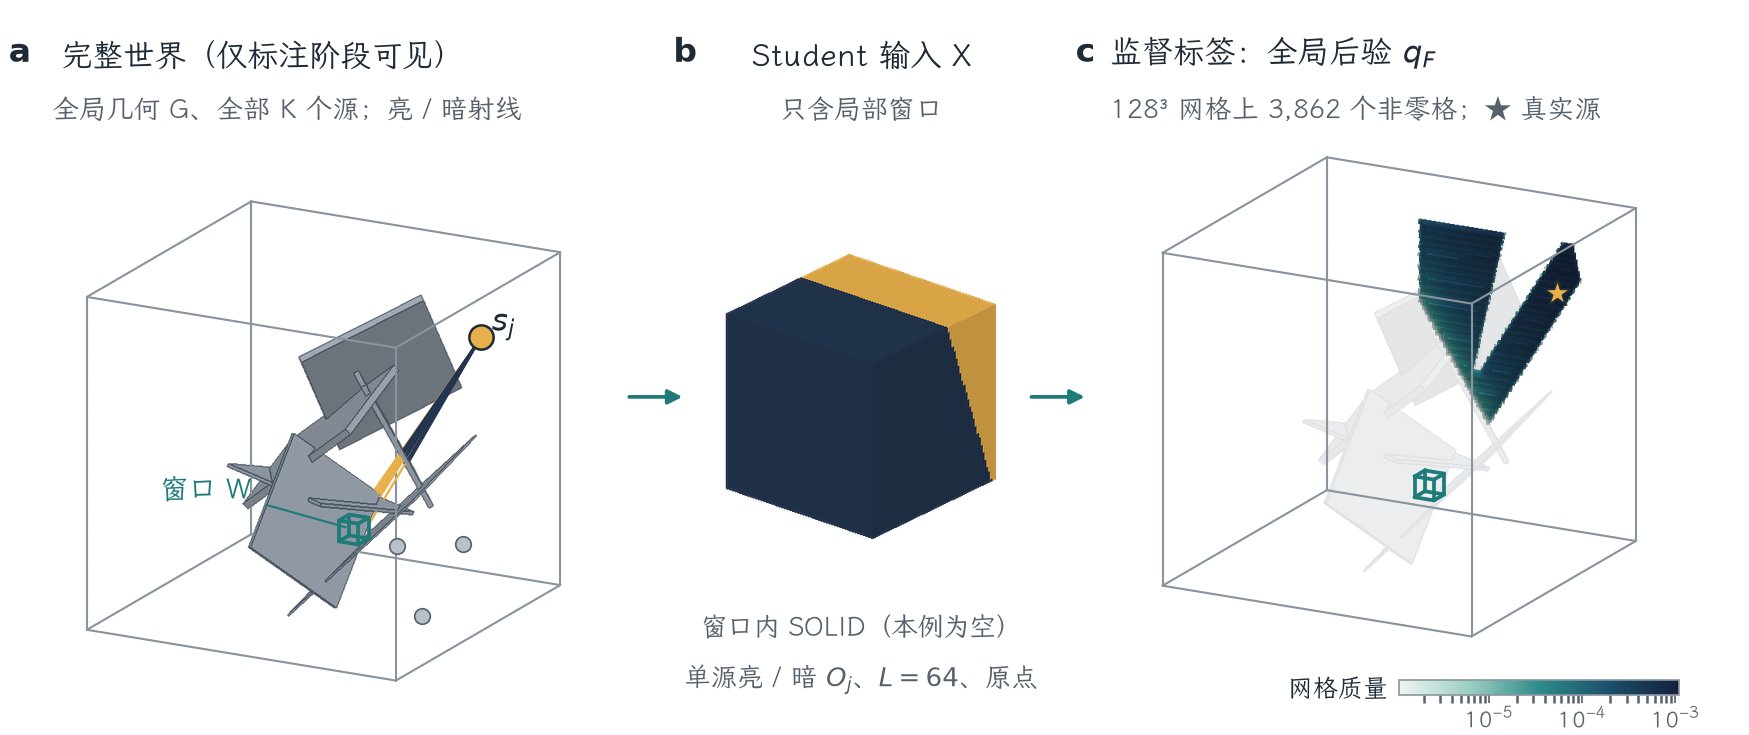 a 完整世界（仅标注阶段可见）
全局几何 G、全部 K 个源；亮 / 暗射线
s_j
窗口 W
b Student 输入 X
只含局部窗口
窗口内 SOLID（本例为空）
单源亮 / 暗 O_j、L = 64、原点
c 监督标签：全局后验 q_F
128³ 网格上 3,862 个非零格；★ 真实源
网格质量
10⁻⁵ 10⁻⁴ 10⁻³